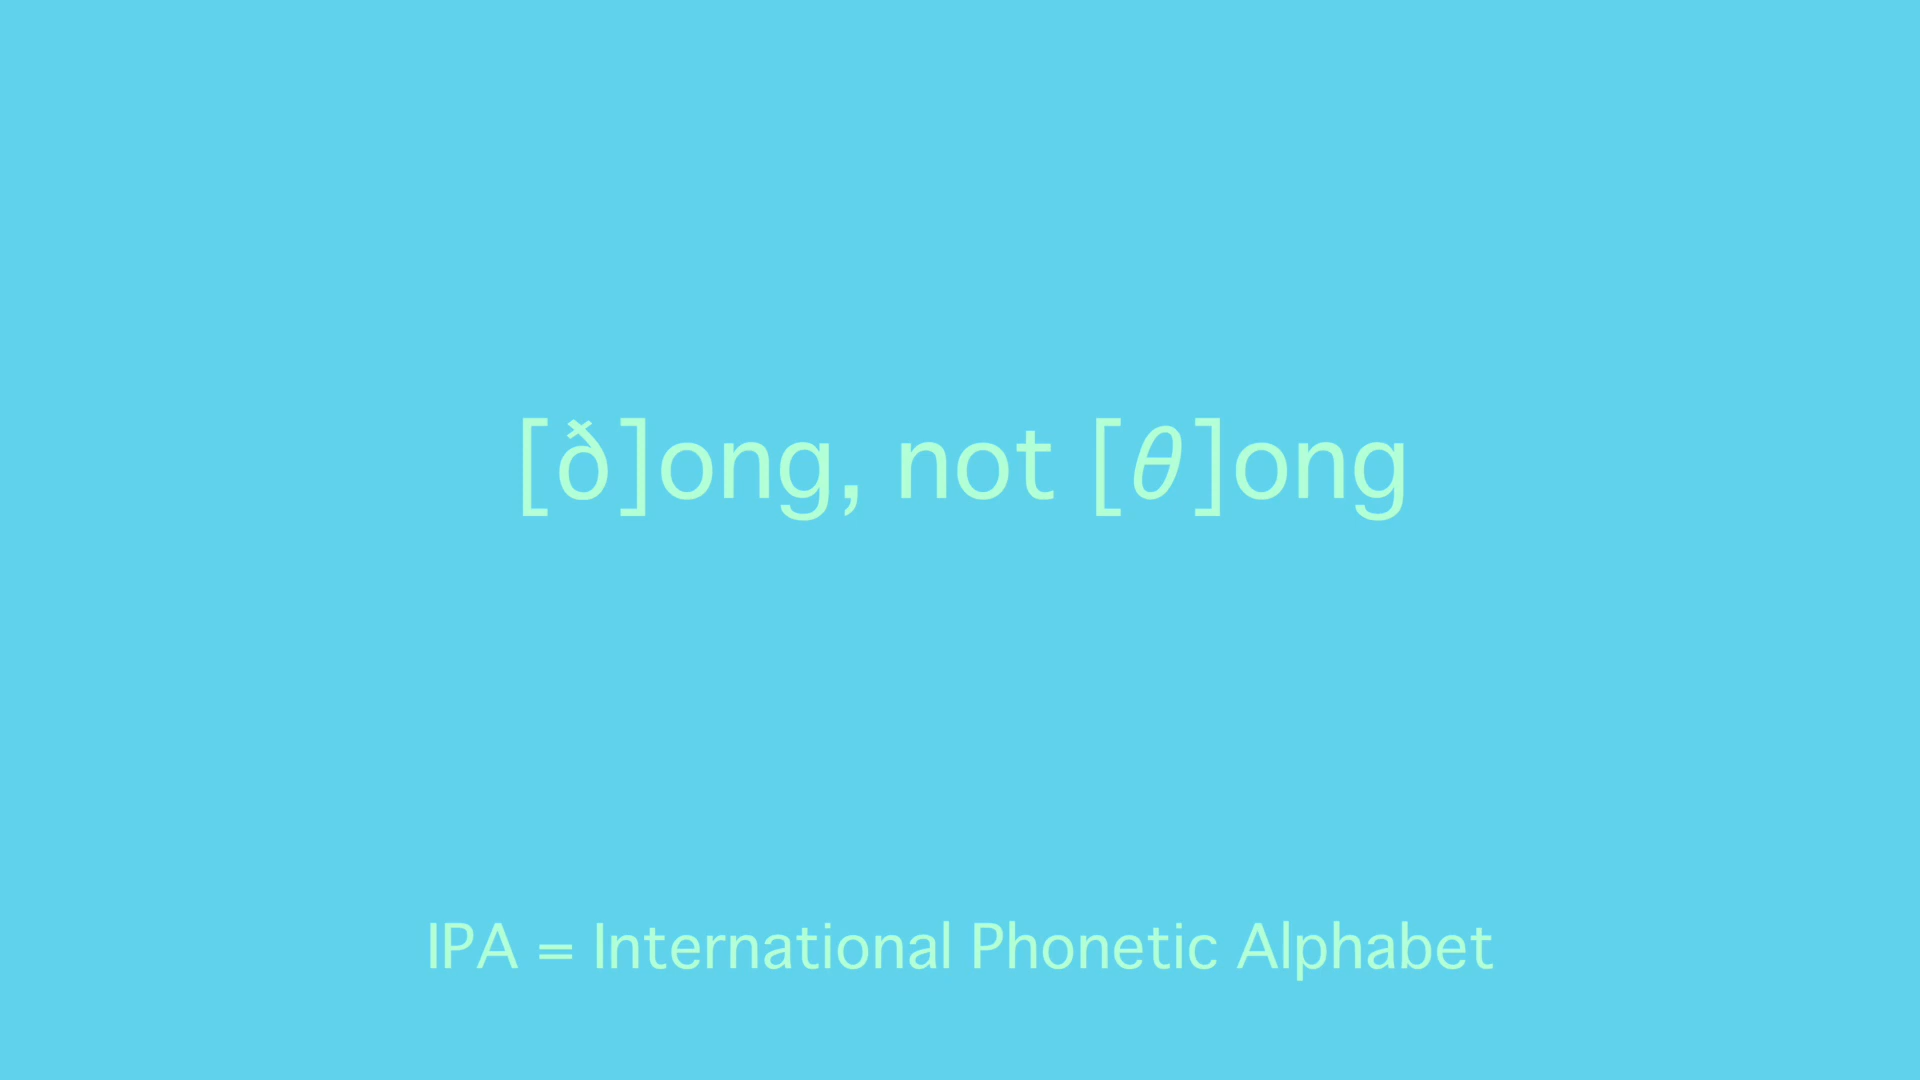 [ð]ong, not [θ]ong
IPA = International Phonetic Alphabet